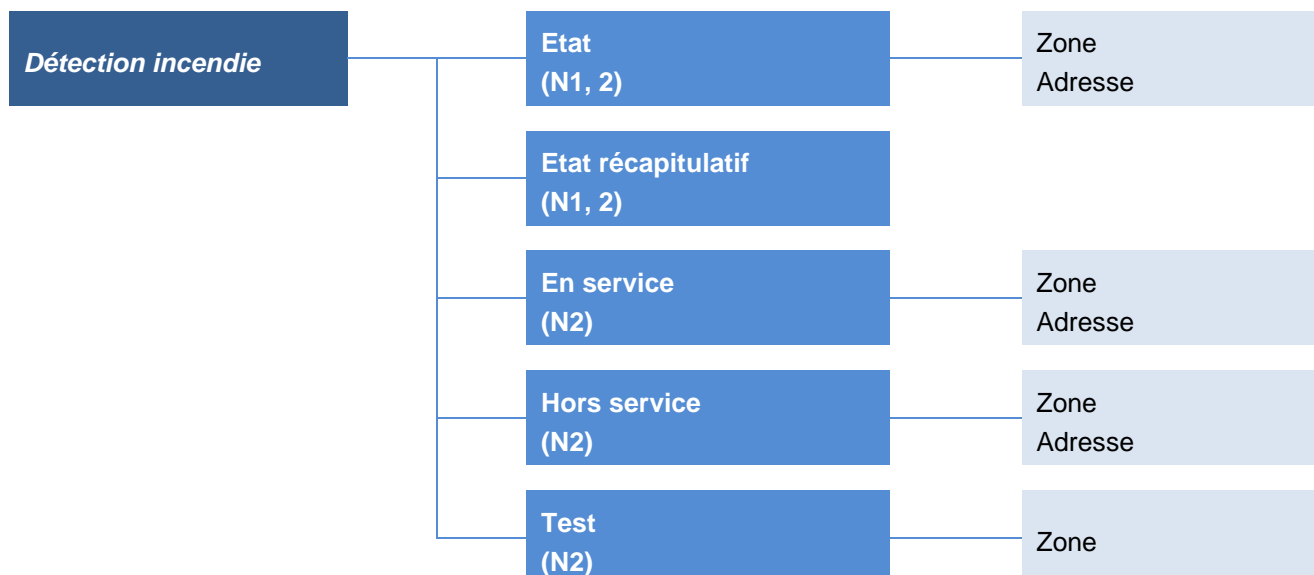 Détection incendie
Etat
(N1, 2)
Zone
Adresse
Etat récapitulatif
(N1, 2)
En service
(N2)
Zone
Adresse
Hors service
(N2)
Zone
Adresse
Test
(N2)
Zone